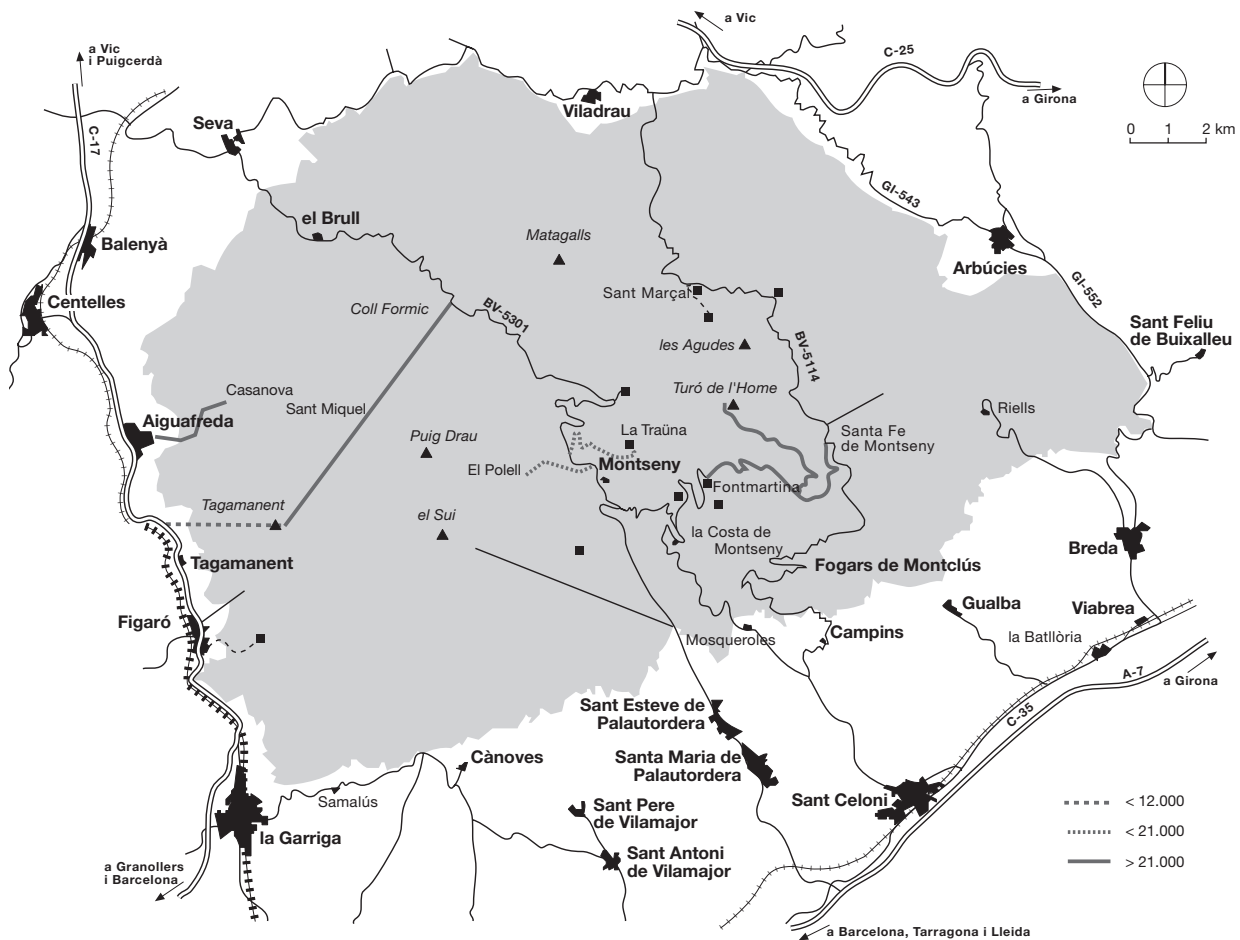 a Vic
a Vic
i Puigcerdà
C-25
a Girona
Viladrau
Seva
C-17
0 1 2 km
GI-543
el Brull
Matagalls
Balenyà
Arbúcies
Centelles
Coll Formic
BV-5301
Sant Marçal
GI-552
Sant Feliu
de Buixalleu
les Agudes
BV-5114
Casanova
Turó de l'Home
Sant Miquel
Riells
Aiguafreda
La Traüna
Santa Fe
de Montseny
Puig Drau
El Polell
Montseny
Fontmartina
Tagamanent
el Sui
la Costa de
Montseny
Breda
Tagamanent
Fogars de Montclús
Gualba
Viabrea
Figaró
Mosqueroles
Campins
la Batllòria
A-7
a Girona
Sant Esteve de
Palautordera
C-35
Santa Maria de
Palautordera
Cànoves
Samalús
Sant Pere
de Vilamajor
Sant Celoni
< 12.000
< 21.000
> 21.000
la Garriga
Sant Antoni
de Vilamajor
a Granollers
i Barcelona
a Barcelona, Tarragona i Lleida